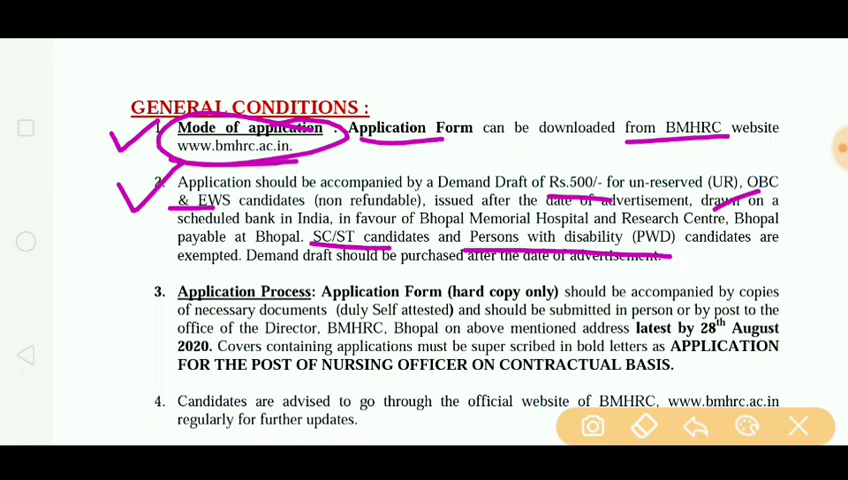 GENERAL CONDITIONS :
1. Mode of application : Application Form can be downloaded from BMHRC website
www.bmhrc.ac.in.
2. Application should be accompanied by a Demand Draft of Rs.500/- for un-reserved (UR), OBC
& EWS candidates (non refundable), issued after the date of advertisement, drawn on a
scheduled bank in India, in favour of Bhopal Memorial Hospital and Research Centre, Bhopal
payable at Bhopal. SC/ST candidates and Persons with disability (PWD) candidates are
exempted. Demand draft should be purchased after the date of advertisement.
3. Application Process: Application Form (hard copy only) should be accompanied by copies
of necessary documents (duly Self attested) and should be submitted in person or by post to the
office of the Director, BMHRC, Bhopal on above mentioned address latest by 28th August
2020. Covers containing applications must be super scribed in bold letters as APPLICATION
FOR THE POST OF NURSING OFFICER ON CONTRACTUAL BASIS.
4. Candidates are advised to go through the official website of BMHRC, www.bmhrc.ac.in
regularly for further updates.